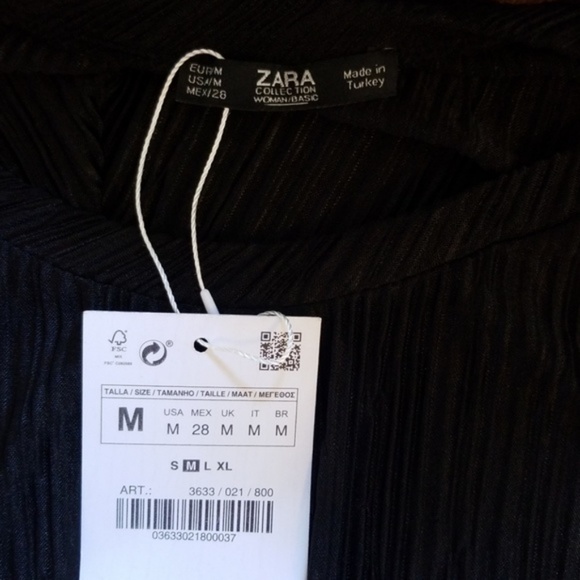 EUR/M
USA/M
MEX/28
ZARA
COLLECTION
WOMAN/BASIC
Made in
Turkey
FSC
MIX
®
TALLA / SIZE / TAMANHO / TAILLE / MAAT / ΜΕΓΕΘΟΣ
M
USA MEX UK IT BR
M 28 M M M
S M L XL
ART.: 3633 / 021 / 800
03633021800037